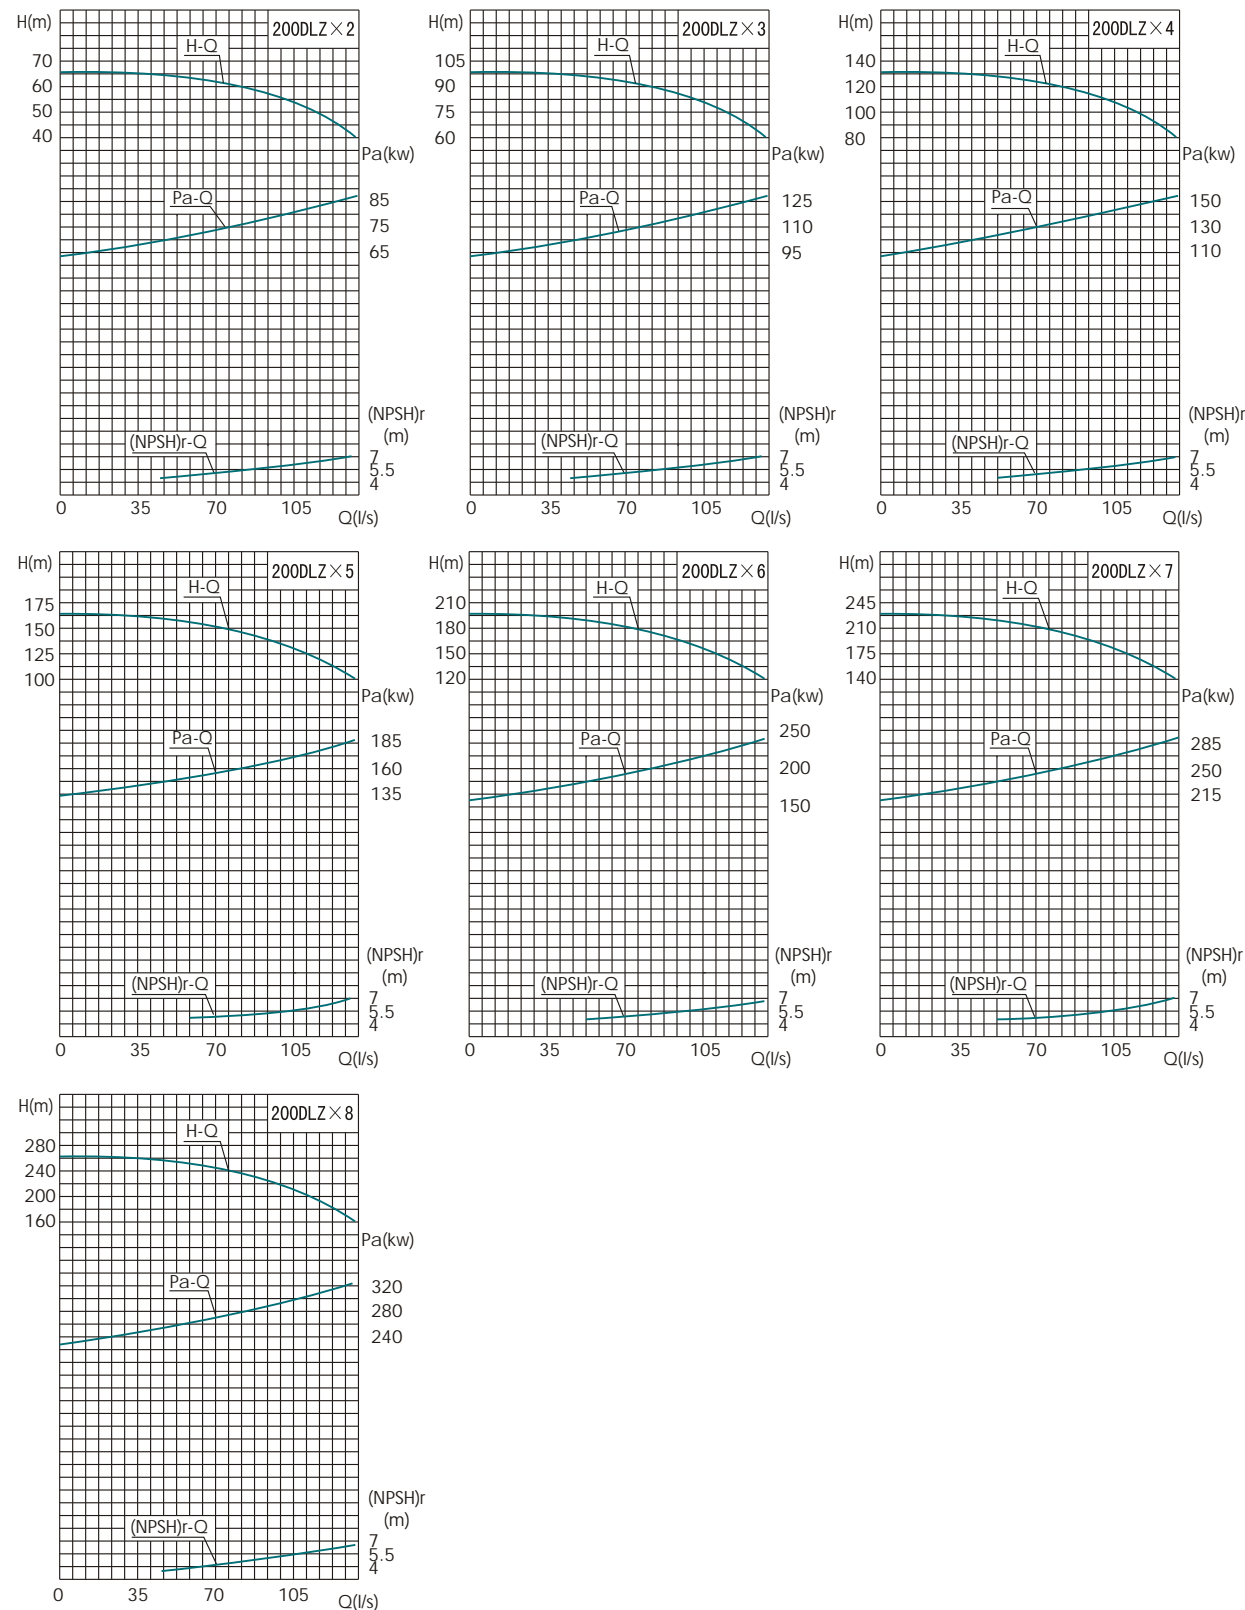 H(m)
200DLZ×2
H-Q
70
60
50
40
Pa(kw)
Pa-Q
85
75
65
(NPSH)r
(m)
(NPSH)r-Q
7
5.5
4
0 35 70 105
Q(l/s)
H(m)
200DLZ×3
H-Q
105
90
75
60
Pa(kw)
Pa-Q
125
110
95
(NPSH)r
(m)
(NPSH)r-Q
7
5.5
4
0 35 70 105
Q(l/s)
H(m)
200DLZ×4
H-Q
140
120
100
80
Pa(kw)
Pa-Q
150
130
110
(NPSH)r
(m)
(NPSH)r-Q
7
5.5
4
0 35 70 105
Q(l/s)
H(m)
200DLZ×5
H-Q
175
150
125
100
Pa(kw)
Pa-Q
185
160
135
(NPSH)r
(m)
(NPSH)r-Q
7
5.5
4
0 35 70 105
Q(l/s)
H(m)
200DLZ×6
H-Q
210
180
150
120
Pa(kw)
Pa-Q
250
200
150
(NPSH)r
(m)
(NPSH)r-Q
7
5.5
4
0 35 70 105
Q(l/s)
H(m)
200DLZ×7
H-Q
245
210
175
140
Pa(kw)
Pa-Q
285
250
215
(NPSH)r
(m)
(NPSH)r-Q
7
5.5
4
0 35 70 105
Q(l/s)
H(m)
200DLZ×8
H-Q
280
240
200
160
Pa(kw)
Pa-Q
320
280
240
(NPSH)r
(m)
(NPSH)r-Q
7
5.5
4
0 35 70 105
Q(l/s)